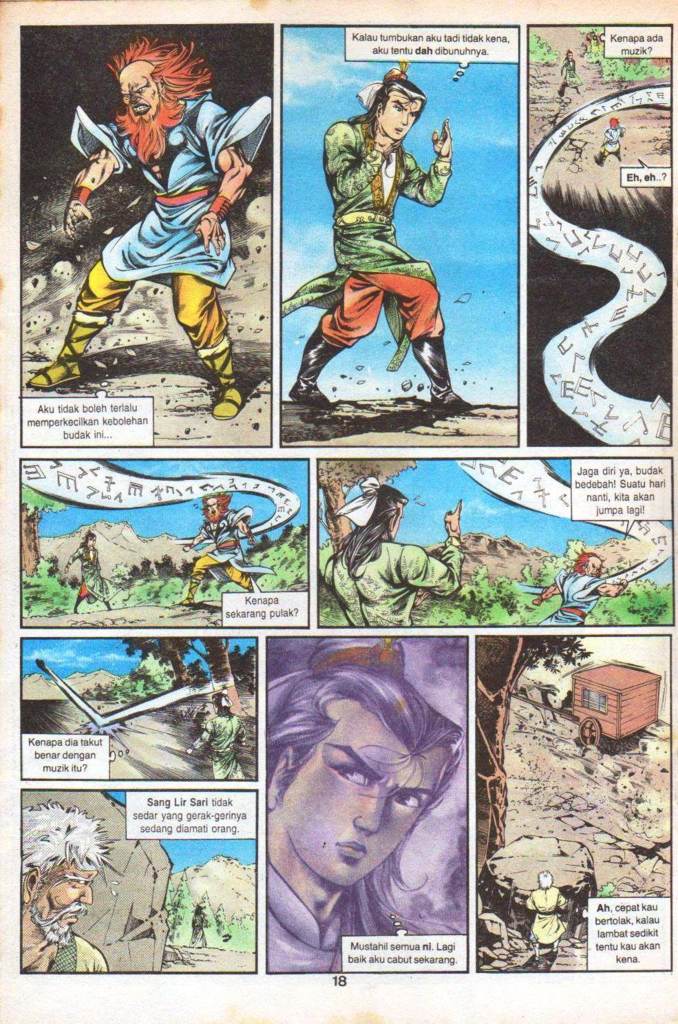 Aku tidak boleh terlalu
memperkecilkan kebolehan
budak ini...
Kalau tumbukan aku tadi tidak kena,
aku tentu dah dibunuhnya.
Kenapa ada
muzik?
Eh, eh..?
Kenapa
sekarang pulak?
Jaga diri ya, budak
bedebah! Suatu hari
nanti, kita akan
jumpa lagi!
Kenapa dia takut
benar dengan
muzik itu?
Sang Lir Sari tidak
sedar yang gerak-gerinya
sedang diamati orang.
Mustahil semua ni. Lagi
baik aku cabut sekarang.
Ah, cepat kau
bertolak, kalau
lambat sedikit
tentu kau akan
kena.
18